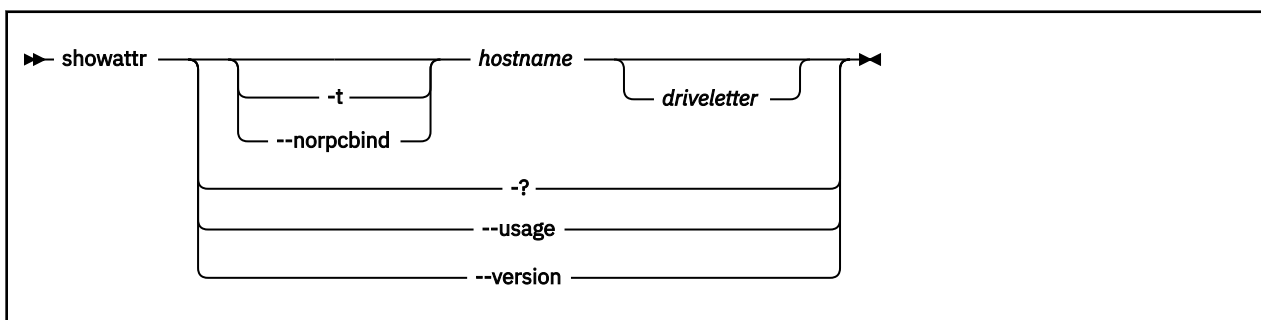 showattr hostname
-t driveletter
--norpcbind
-?
--usage
--version